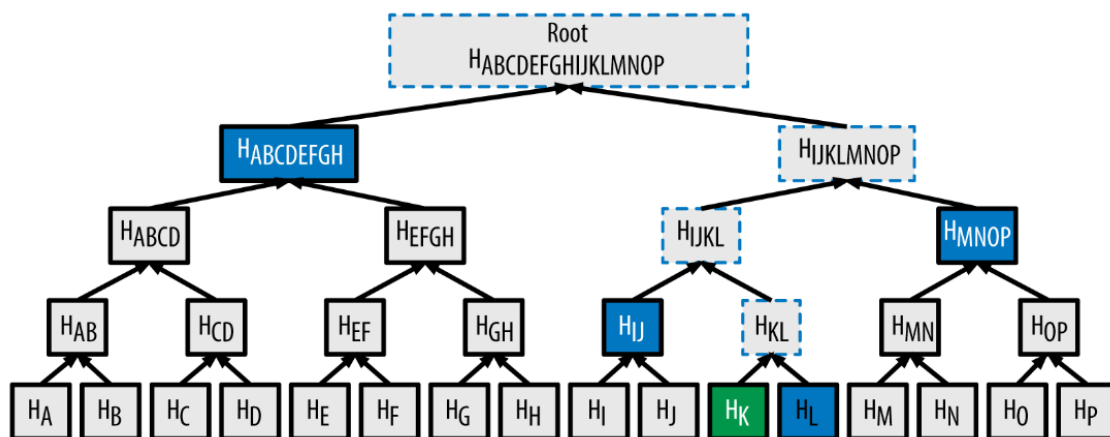 Root
HABCDEFGHIJKLMNOP
HABCDEFGH
HIJKLMNOP
HABCD
HEFGH
HIJKL
HMNOP
HAB
HCD
HEF
HGH
HIJ
HKL
HMN
HOP
HA
HB
HC
HD
HE
HF
HG
HH
HI
HJ
HK
HL
HM
HN
HO
HP